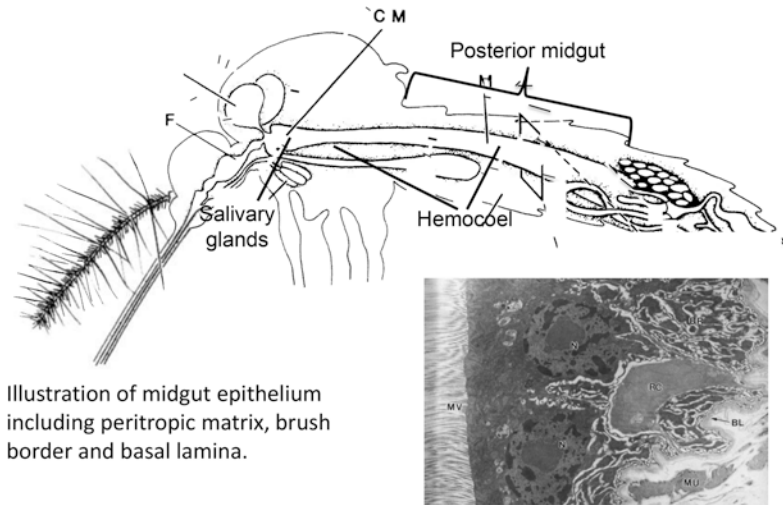 C M
Posterior midgut
M
F
Salivary
glands
Hemocoel
Illustration of midgut epithelium
including peritropic matrix, brush
border and basal lamina.
N
RC
MV
BL
N
MU